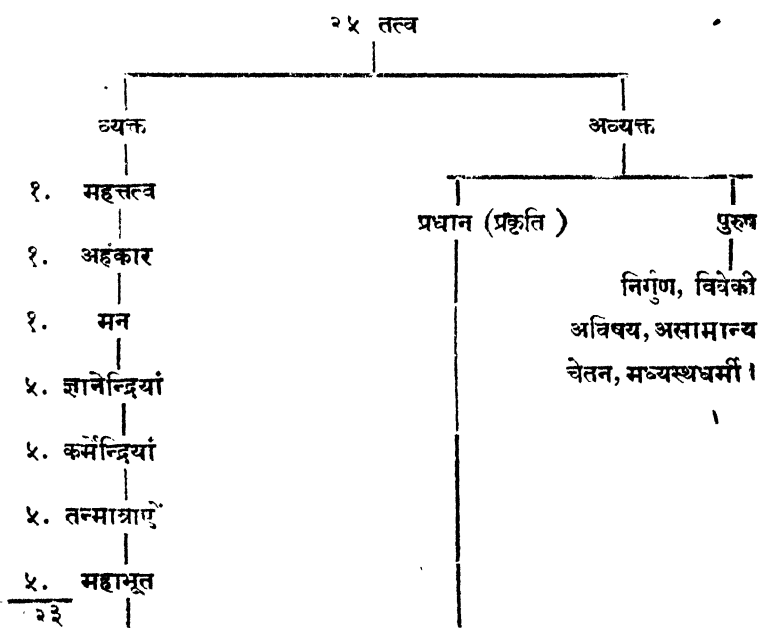 २५ तत्व
व्यक्त
अव्यक्त
१. महत्तत्व
प्रधान (प्रकृति )
पुरुष
१. अहंकार
निर्गुण, विवेकी
१. मन
अविषय, असामान्य
५. ज्ञानेन्द्रियां
चेतन, मध्यस्थधर्मी।
५. कर्मेन्द्रियां
५. तन्मात्राएँ
५. महाभूत
२३